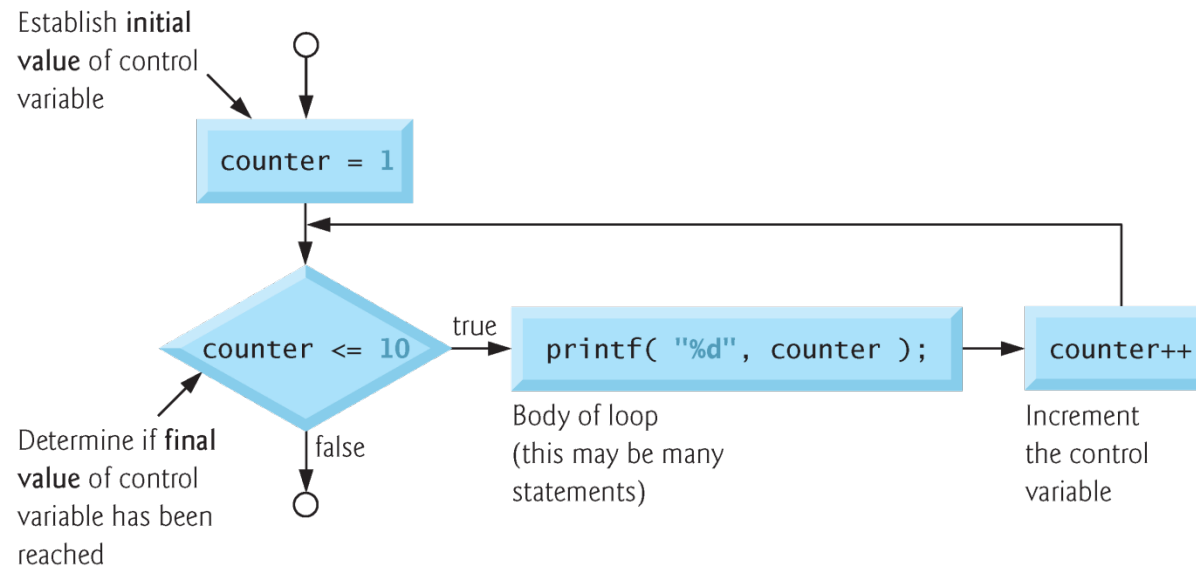 Establish initial
value of control
variable
counter = 1
counter <= 10
true
printf( "%d", counter );
counter++
Body of loop
(this may be many
statements)
Increment
the control
variable
false
Determine if final
value of control
variable has been
reached